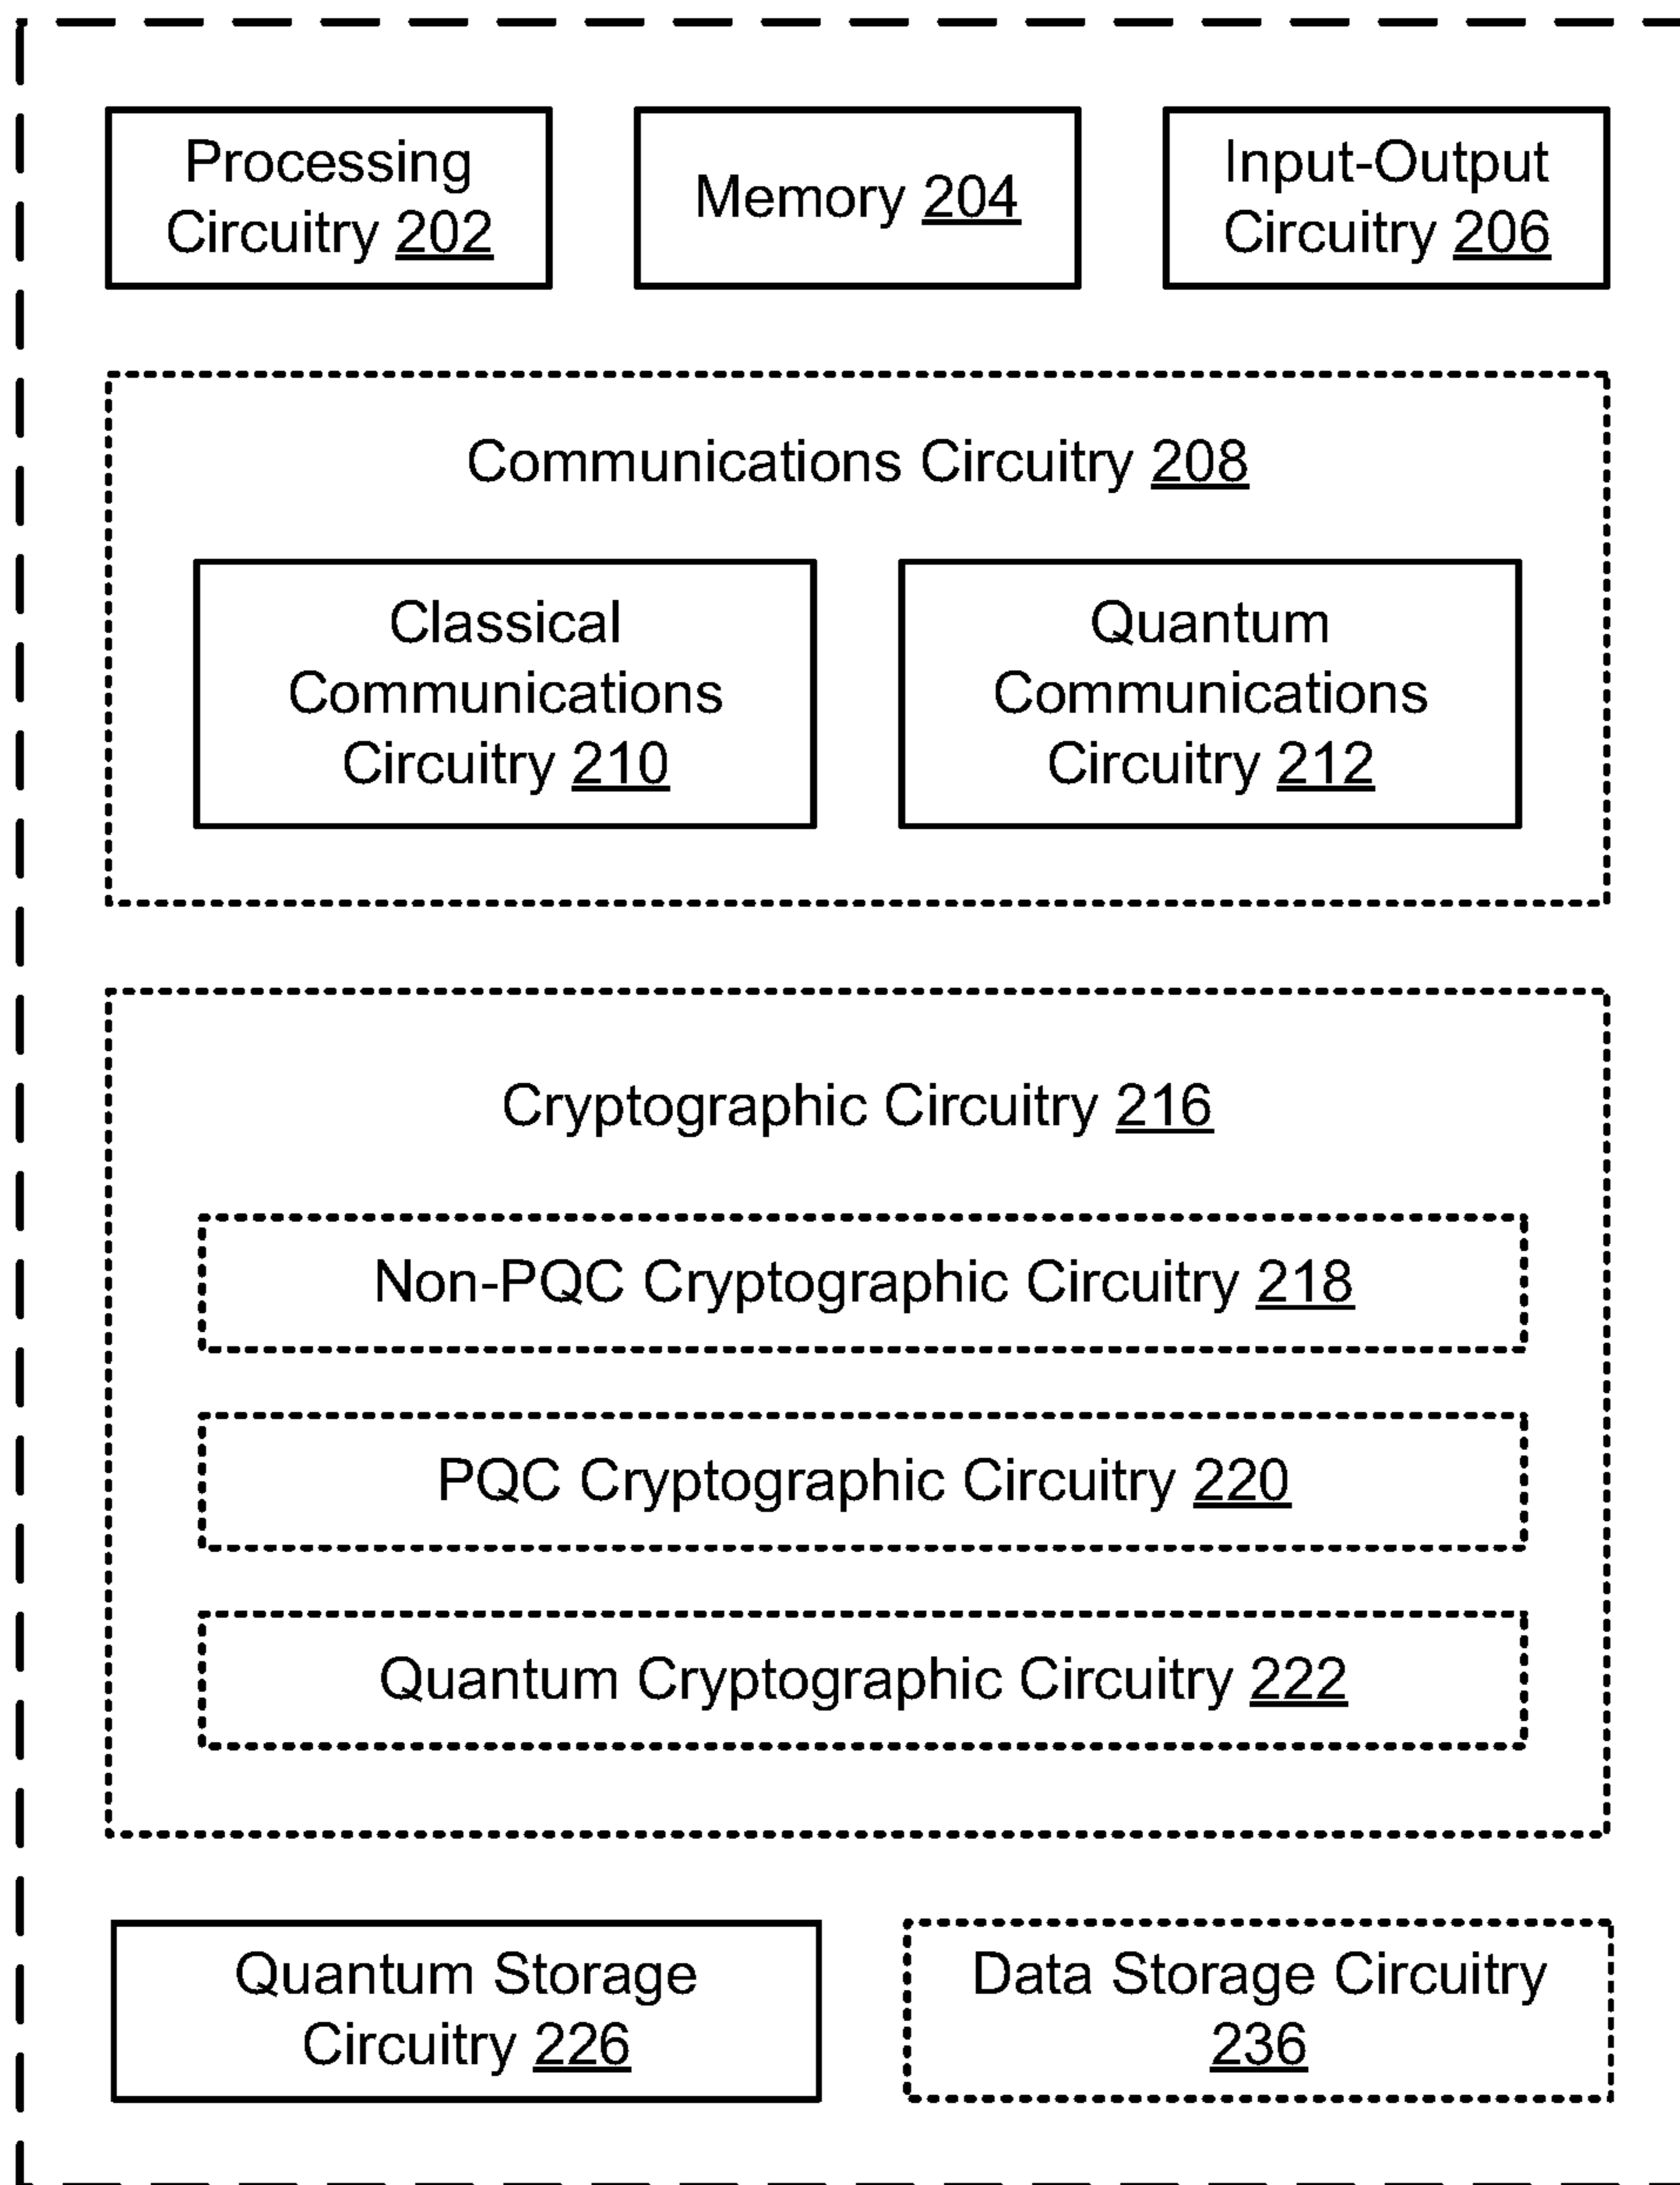 Processing
Circuitry 202
Memory 204
Input-Output
Circuitry 206
Communications Circuitry 208
Classical
Communications
Circuitry 210
Quantum
Communications
Circuitry 212
Cryptographic Circuitry 216
Non-PQC Cryptographic Circuitry 218
PQC Cryptographic Circuitry 220
Quantum Cryptographic Circuitry 222
Quantum Storage
Circuitry 226
Data Storage Circuitry
236